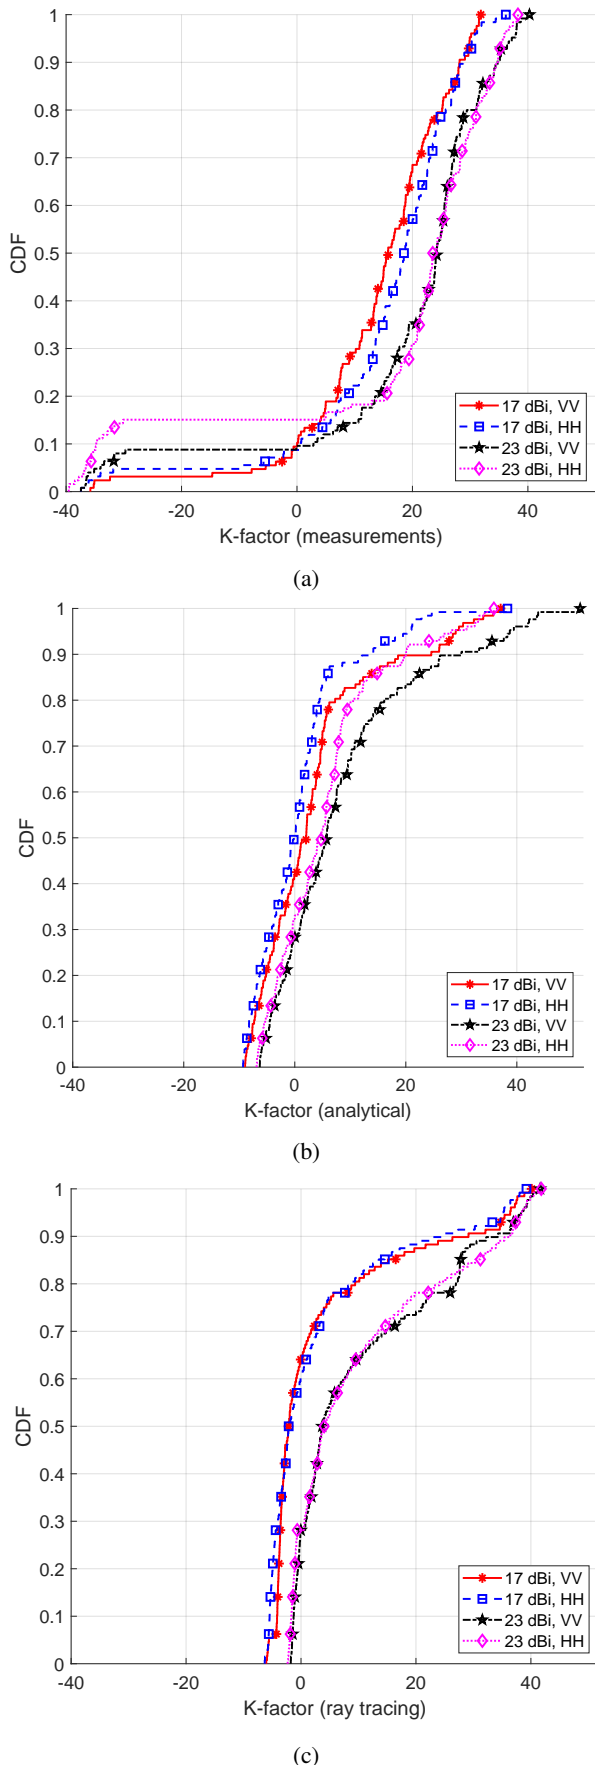 1
0.9
0.8
0.7
0.6
0.5
0.4
0.3
0.2
0.1
0
CDF
17 dBi, VV
17 dBi, HH
23 dBi, VV
23 dBi, HH
-40
-20
0
20
40
K-factor (measurements)
(a)
1
0.9
0.8
0.7
0.6
0.5
0.4
0.3
0.2
0.1
0
CDF
17 dBi, VV
17 dBi, HH
23 dBi, VV
23 dBi, HH
-40
-20
0
20
40
K-factor (analytical)
(b)
1
0.9
0.8
0.7
0.6
0.5
0.4
0.3
0.2
0.1
0
CDF
17 dBi, VV
17 dBi, HH
23 dBi, VV
23 dBi, HH
-40
-20
0
20
40
K-factor (ray tracing)
(c)